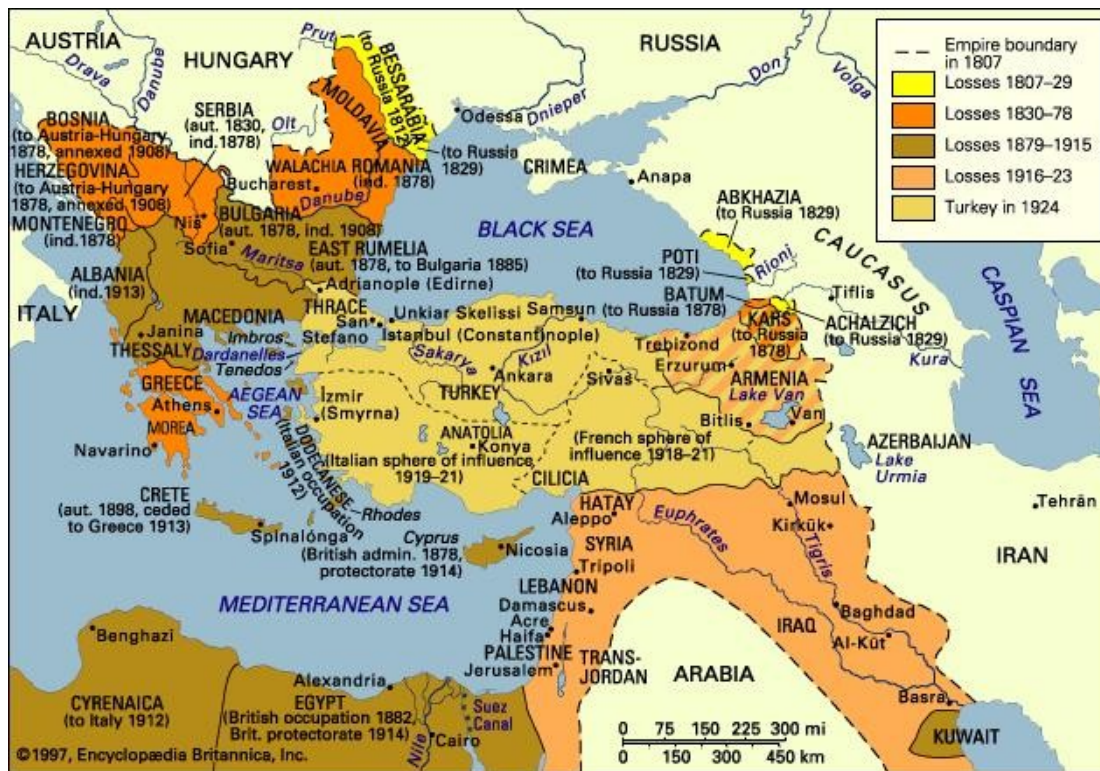 AUSTRIA
Drava
Danube
HUNGARY
Prut
BESSARABIA
(to Russia 1812)
MOLDAVIA
RUSSIA
Don
Volga
Dnieper
Odessa
(to Russia
1829)
CRIMEA
Anapa
BOSNIA
(to Austria-Hungary
1878, annexed 1908)
HERZEGOVINA
(to Austria-Hungary
1878, annexed 1908)
MONTENEGRO
(ind.1878)
SERBIA
(aut. 1830,
ind. 1878)
Olt
WALACHIA
ROMANIA
(ind. 1878)
Bucharest
Danube
Niš
BULGARIA
(aut. 1878, ind. 1908)
Sofia
Maritsa
EAST RUMELIA
(aut. 1878, to Bulgaria 1885)
Adrianople (Edirne)
BLACK SEA
ABKHAZIA
(to Russia 1829)
POTI
(to Russia 1829)
Rioni
CAUCASUS
BATUM
(to Russia 1878)
Tiflis
ACHALZICH
(to Russia 1829)
KARS
(to Russia
1878)
Kura
CASPIAN
SEA
ALBANIA
(ind.1913)
ITALY
MACEDONIA
THRACE
San
Stefano
Unkiar Skelissi
İstanbul (Constantinople)
Samsun
Trebizond
Janina
Imbros
THESSALY
Dardanelles
Tenedos
Sakarya
Kızıl
Ankara
Sivas
Erzurum
ARMENIA
Lake Van
Van
Bitlis
GREECE
Athens
AEGEAN
SEA
MOREA
Navarino
İzmir
(Smyrna)
TURKEY
ANATOLIA
Konya
(Italian sphere of influence
1919–21)
(French sphere of
influence 1918–21)
CILICIA
DODECANESE
(Italian occupation
1912)
Rhodes
AZERBAIJAN
Lake
Urmia
Tehrān
IRAN
CRETE
(aut. 1898, ceded
to Greece 1913)
Spinalónga
Cyprus
(British admin. 1878,
protectorate 1914)
Nicosia
HATAY
Aleppo
SYRIA
Tripoli
LEBANON
Damascus
Acre
Haifa
PALESTINE
Jerusalem
TRANS-
JORDAN
Euphrates
Mosul
Kirkūk
Tigris
Baghdad
IRAQ
Al-Kūt
Basra
KUWAIT
ARABIA
MEDITERRANEAN SEA
Benghazi
CYRENAICA
(to Italy 1912)
Alexandria
EGYPT
(British occupation 1882,
Brit. protectorate 1914)
Suez
Canal
Nile
Cairo
0 75 150 225 300 mi
0 150 300 450 km
©1997, Encyclopædia Britannica, Inc.
Empire boundary
in 1807
Losses 1807–29
Losses 1830–78
Losses 1879–1915
Losses 1916–23
Turkey in 1924